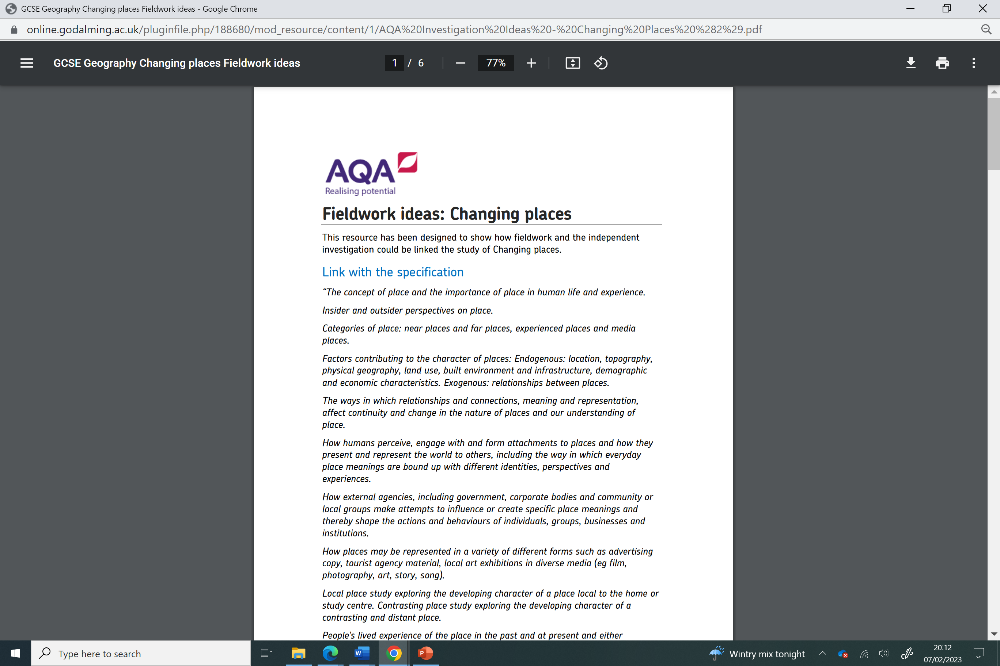 GCSE Geography Changing places Fieldwork ideas - Google Chrome
online.godalming.ac.uk/pluginfile.php/188680/mod_resource/content/1/AQA%20Investigation%20Ideas%20-%20Changing%20Places%20%282%29.pdf
GCSE Geography Changing places Fieldwork ideas
1 / 6
77%
AQA
Realising potential
Fieldwork ideas: Changing places
This resource has been designed to show how fieldwork and the independent
investigation could be linked the study of Changing places.
Link with the specification
“The concept of place and the importance of place in human life and experience.
Insider and outsider perspectives on place.
Categories of place: near places and far places, experienced places and media
places.
Factors contributing to the character of places: Endogenous: location, topography,
physical geography, land use, built environment and infrastructure, demographic
and economic characteristics. Exogenous: relationships between places.
The ways in which relationships and connections, meaning and representation,
affect continuity and change in the nature of places and our understanding of
place.
How humans perceive, engage with and form attachments to places and how they
present and represent the world to others, including the way in which everyday
place meanings are bound up with different identities, perspectives and
experiences.
How external agencies, including government, corporate bodies and community or
local groups make attempts to influence or create specific place meanings and
thereby shape the actions and behaviours of individuals, groups, businesses and
institutions.
How places may be represented in a variety of different forms such as advertising
copy, tourist agency material, local art exhibitions in diverse media (eg film,
photography, art, story, song).
Local place study exploring the developing character of a place local to the home or
study centre. Contrasting place study exploring the developing character of a
contrasting and distant place.
People's lived experience of the place in the past and at present and either
Type here to search
W
P
Wintry mix tonight
20:12
07/02/2023